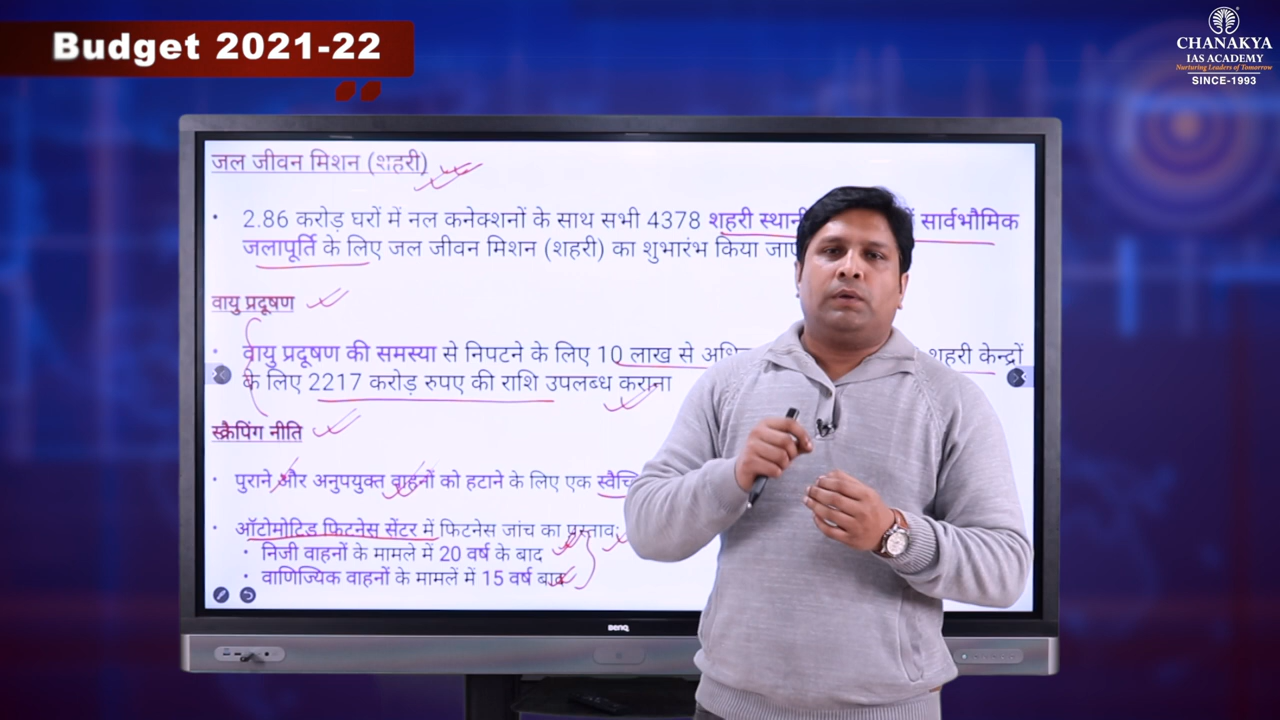 Budget 2021-22
CHANAKYA
IAS ACADEMY
Nurturing Leaders of Tomorrow
SINCE-1993
जल जीवन मिशन (शहरी)
• 2.86 करोड़ घरों में नल कनेक्शनों के साथ सभी 4378 शहरी सार्वभौमिक
जलापूर्ति के लिए जल जीवन मिशन (शहरी) का शुभारंभ किया
वायु प्रदूषण
• वायु प्रदूषण की समस्या से निपटने के लिए 10 लाख से शहरी केन्द्रों
के लिए 2217 करोड़ रुपए की राशि उपलब्ध कराना
स्क्रैपिंग नीति
• पुराने और अनुपयुक्त वाहनों को हटाने के लिए एक
• ऑटोमोटिड फिटनेस सेंटर में फिटनेस जांच का प्रस्ताव:
• निजी वाहनों के मामले में 20 वर्ष के बाद
• वाणिज्यिक वाहनों के मामलें में 15 वर्ष बाद
BenQ